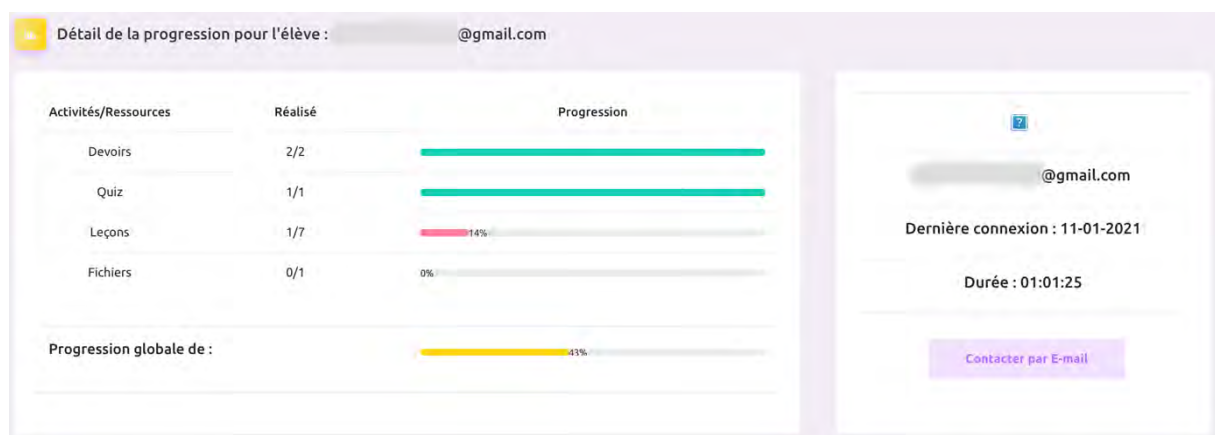 Détail de la progression pour l'élève : @gmail.com
Activités/Ressources Réalisé Progression
Devoirs 2/2
Quiz 1/1
Leçons 1/7 14%
Fichiers 0/1 0%
Progression globale de : 43%
?
@gmail.com
Dernière connexion : 11-01-2021
Durée : 01:01:25
Contacter par E-mail